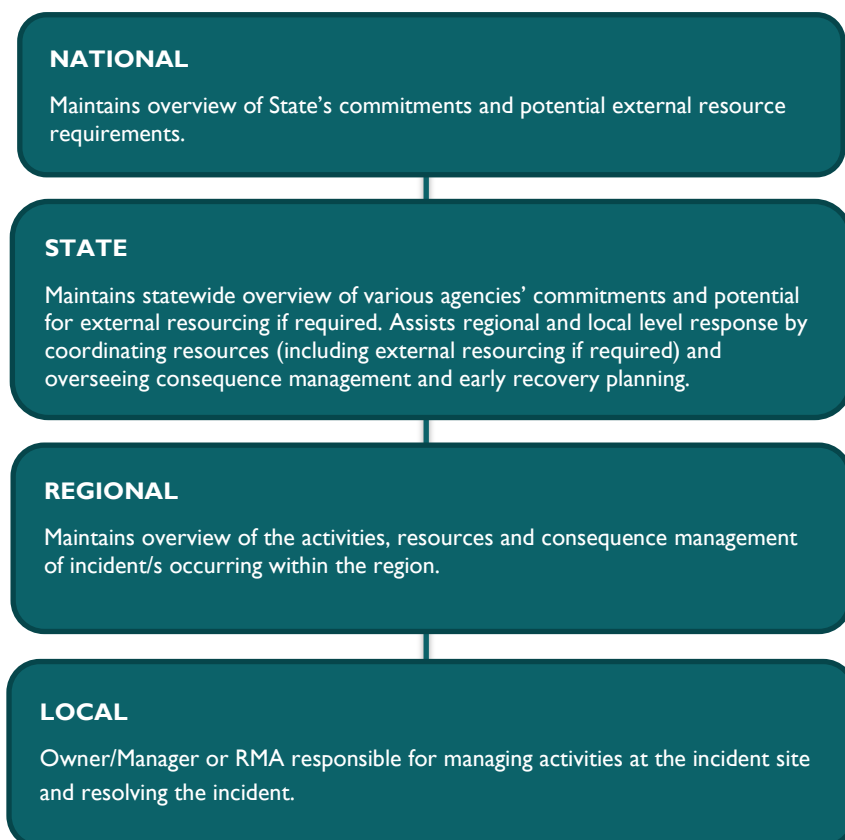 NATIONAL
Maintains overview of State’s commitments and potential external resource
requirements.
STATE
Maintains statewide overview of various agencies’ commitments and potential
for external resourcing if required. Assists regional and local level response by
coordinating resources (including external resourcing if required) and
overseeing consequence management and early recovery planning.
REGIONAL
Maintains overview of the activities, resources and consequence management
of incident/s occurring within the region.
LOCAL
Owner/Manager or RMA responsible for managing activities at the incident site
and resolving the incident.